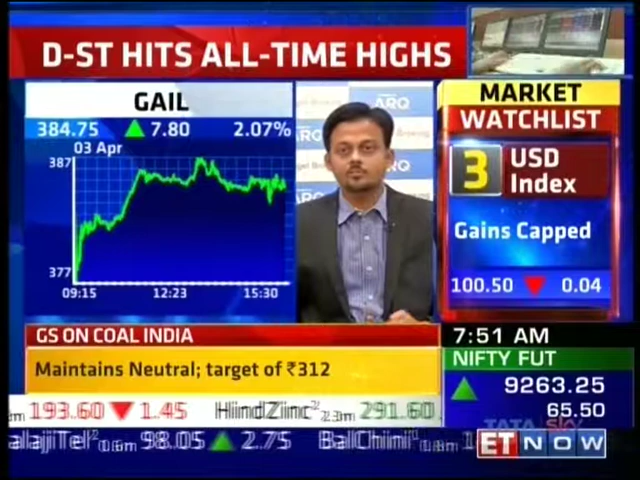 D-ST HITS ALL-TIME HIGHS
GAIL
384.75 ▲ 7.80 2.07%
03 Apr
387
377
09:15 12:23 15:30
ARQ
MARKET
WATCHLIST
3 USD
Index
Gains Capped
100.50 ▼ 0.04
GS ON COAL INDIA
Maintains Neutral; target of ₹312
7:51 AM
NIFTY FUT
▲ 9263.25
65.50
193.60 ▼ 1.45 291.60
98.05 ▲ 2.75
TATA sky
ET NOW